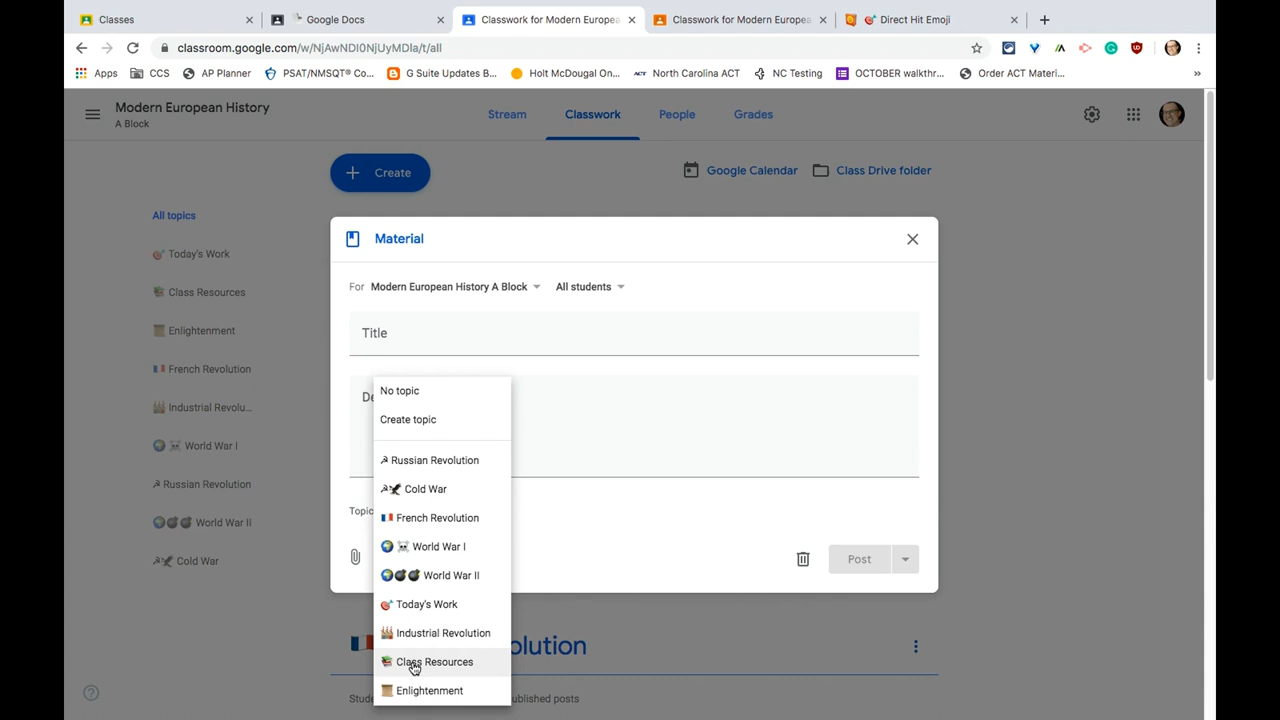 Classes
Google Docs
Classwork for Modern Europea
Classwork for Modern Europea
Direct Hit Emoji
classroom.google.com/w/NjAwNDI0NjUyMDIa/t/all
Apps
CCS
AP Planner
PSAT/NMSQT® Co...
G Suite Updates B...
Holt McDougal On...
ACT North Carolina ACT
NC Testing
OCTOBER walkthr...
Order ACT Materi...
»
Modern European History
A Block
Stream
Classwork
People
Grades
+ Create
Google Calendar
Class Drive folder
All topics
🎯 Today's Work
📚 Class Resources
📜 Enlightenment
🇫🇷 French Revolution
🏭 Industrial Revolu...
🌍 ☠️ World War I
☭ Russian Revolution
🌍💣💣 World War II
☭🦅 Cold War
Material
For Modern European History A Block
All students
Title
De
No topic
Create topic
☭ Russian Revolution
☭🦅 Cold War
🇫🇷 French Revolution
🌍 ☠️ World War I
🌍💣💣 World War II
🎯 Today's Work
🏭 Industrial Revolution
📚 Class Resources
📜 Enlightenment
Topic
Post
olution
Stude
ublished posts